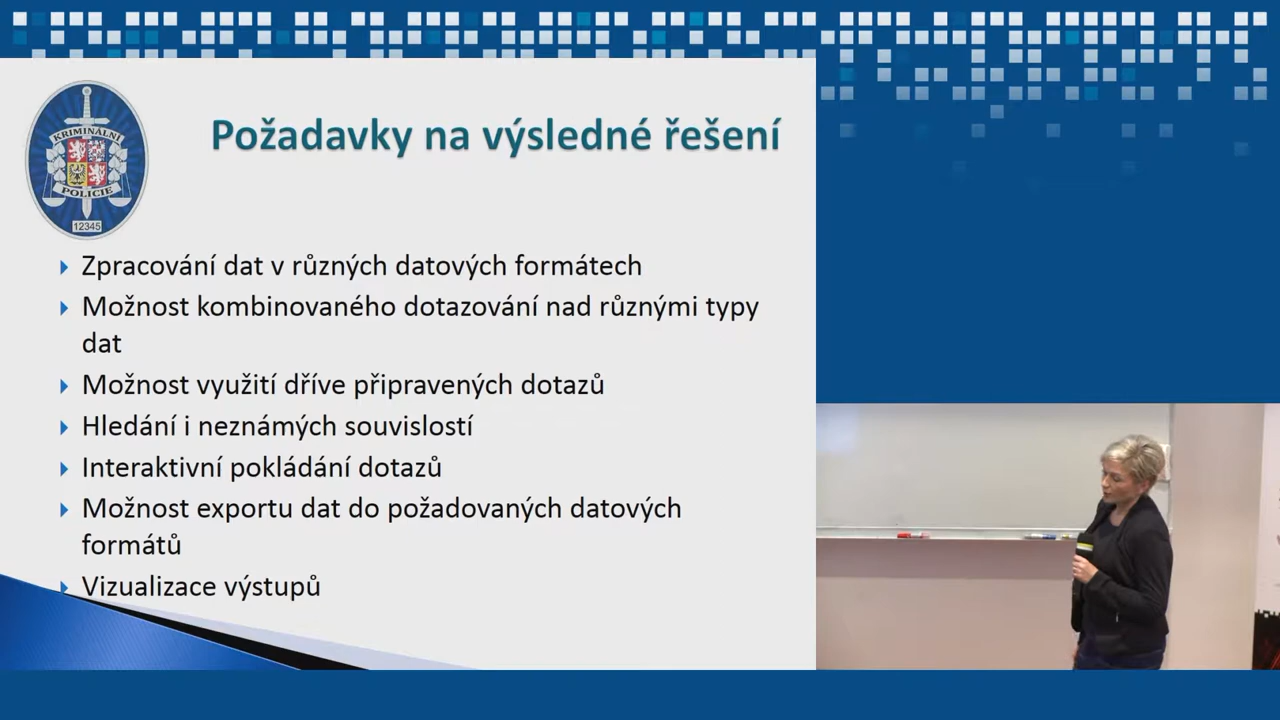 KRIMINÁLNÍ
POLICIE
12345
Požadavky na výsledné řešení
Zpracování dat v různých datových formátech
Možnost kombinovaného dotazování nad různými typy
dat
Možnost využití dříve připravených dotazů
Hledání i neznámých souvislostí
Interaktivní pokládání dotazů
Možnost exportu dat do požadovaných datových
formátů
Vizualizace výstupů